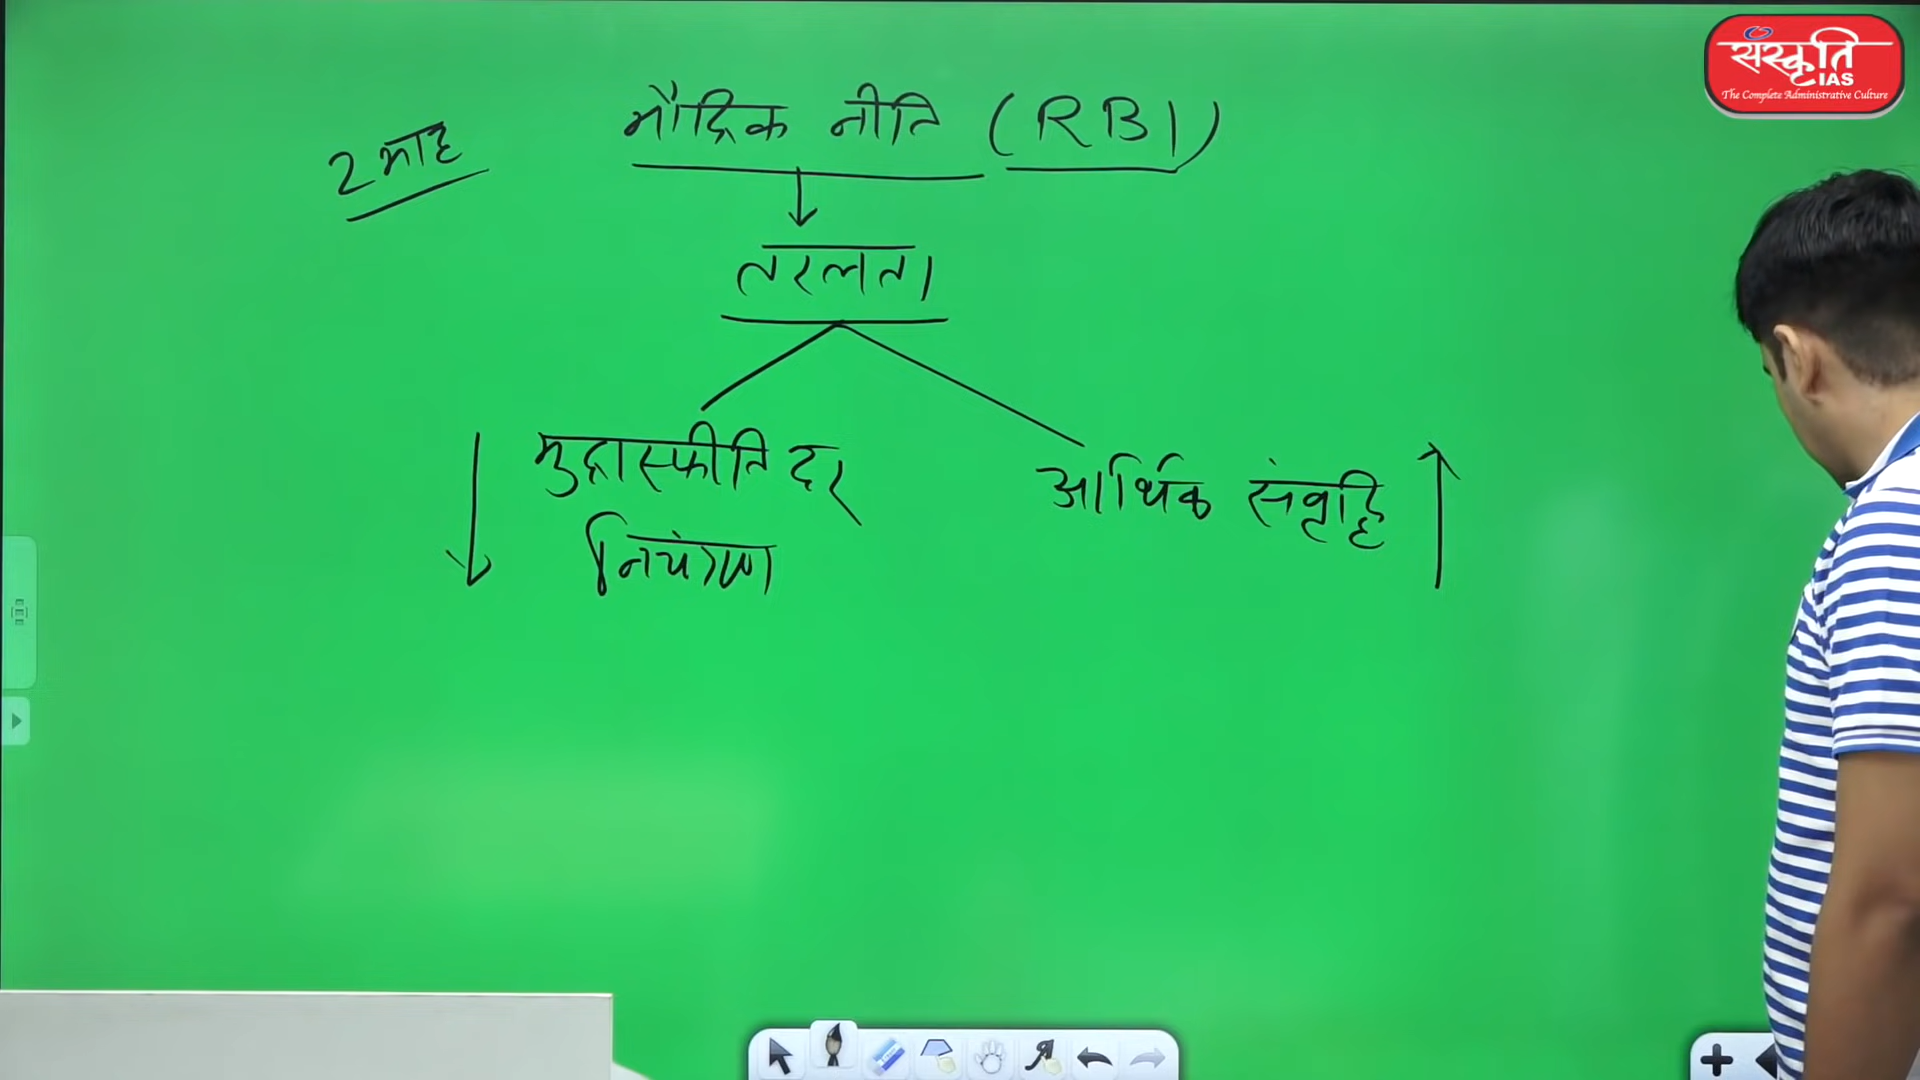 संस्कृति
IAS
The Complete Administrative Culture
2 माह
मौद्रिक नीति (RBI)
तरलता
मुद्रास्फीति दर
नियंत्रण
आर्थिक संवृद्धि